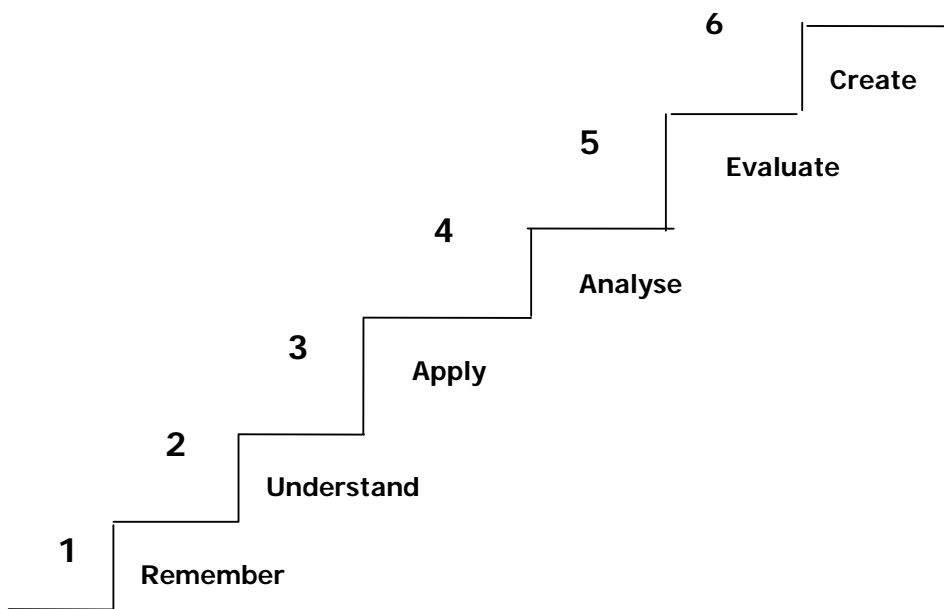 6
Create
5
Evaluate
4
Analyse
3
Apply
2
Understand
1
Remember